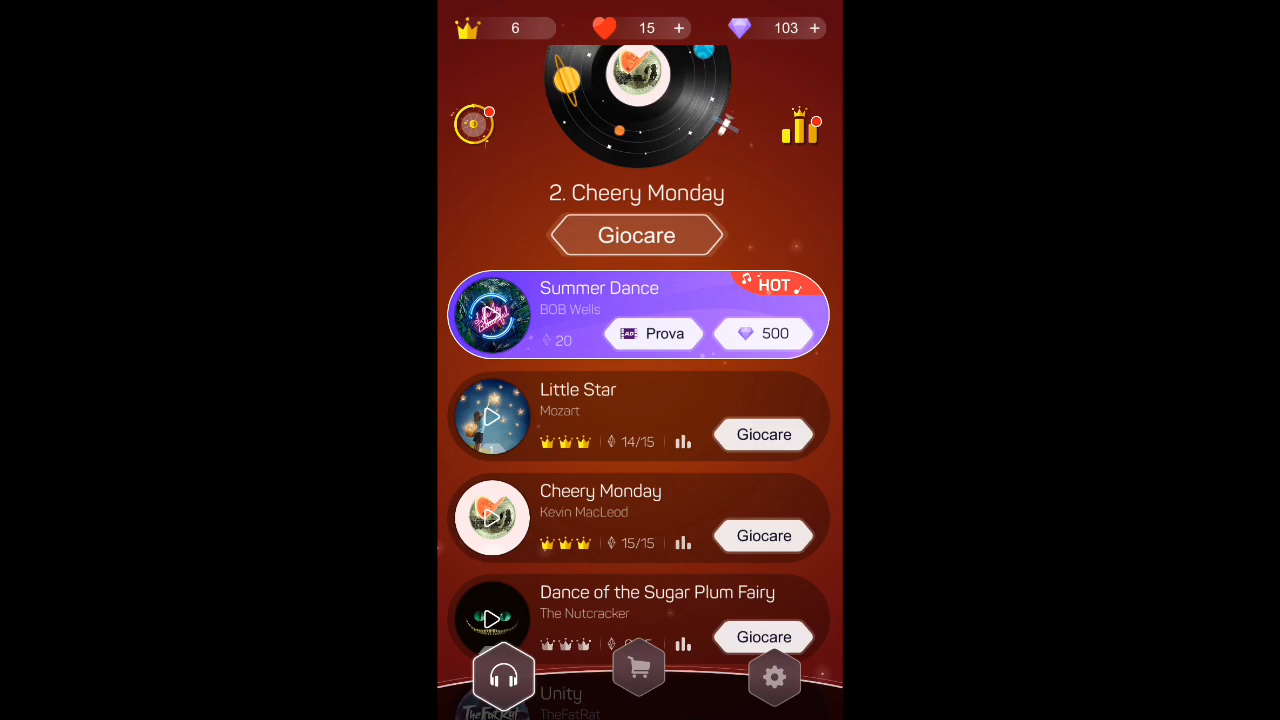 6
15 +
103 +
2. Cheery Monday
Giocare
HOT
Summer Dance
BOB Wells
20
Prova
500
Little Star
Mozart
14/15
Giocare
1
Cheery Monday
Kevin MacLeod
15/15
Giocare
Dance of the Sugar Plum Fairy
The Nutcracker
Giocare
Unity
TheFatRat
TheFatRat